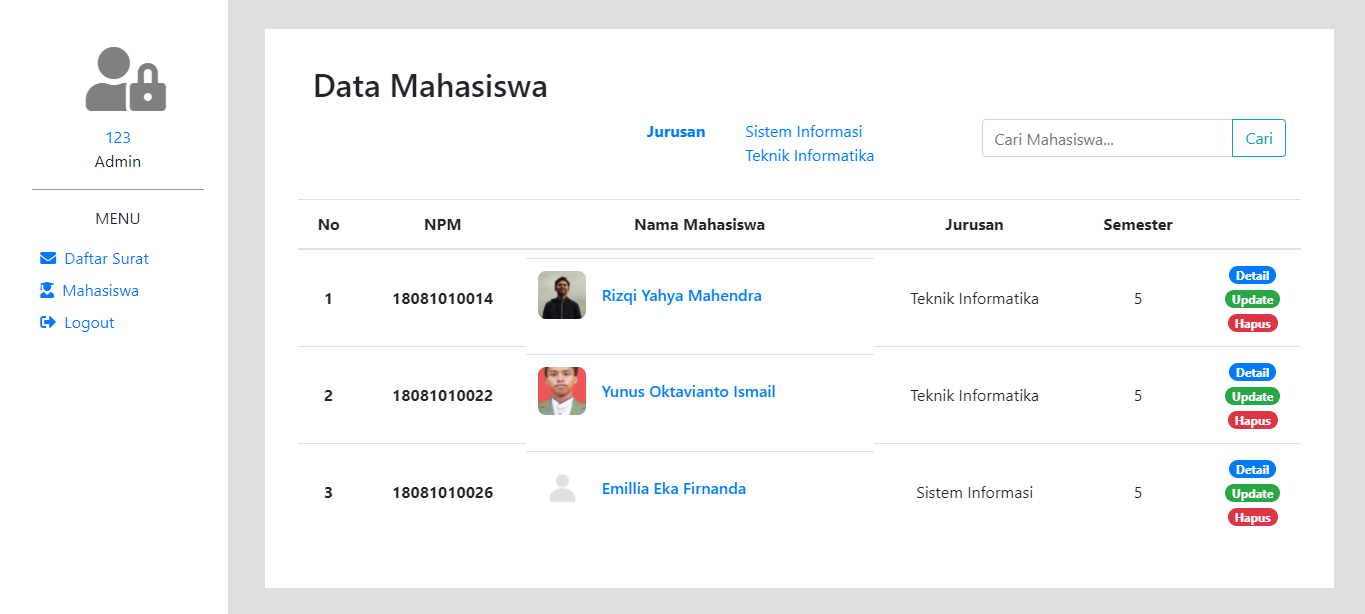 123
Admin
MENU
Daftar Surat
Mahasiswa
Logout
Data Mahasiswa
Jurusan Sistem Informasi
Teknik Informatika
Cari Mahasiswa... Cari
No NPM Nama Mahasiswa Jurusan Semester
1 18081010014 Rizqi Yahya Mahendra Teknik Informatika 5 Detail
Update
Hapus
2 18081010022 Yunus Oktavianto Ismail Teknik Informatika 5 Detail
Update
Hapus
3 18081010026 Emillia Eka Firnanda Sistem Informasi 5 Detail
Update
Hapus